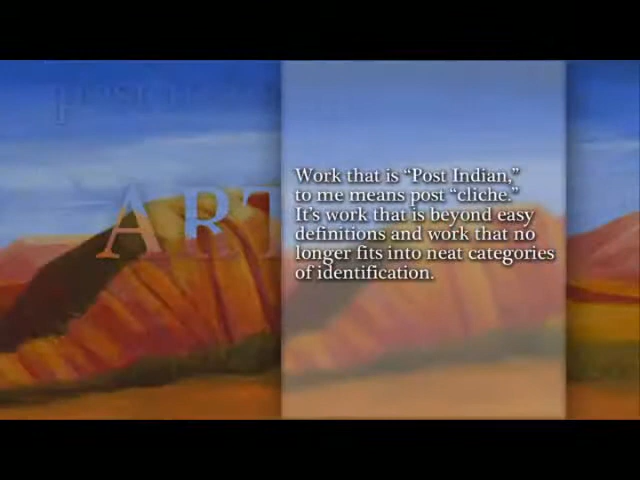 ART
Work that is “Post Indian,”
to me means post “cliche.”
It’s work that is beyond easy
definitions and work that no
longer fits into neat categories
of identification.